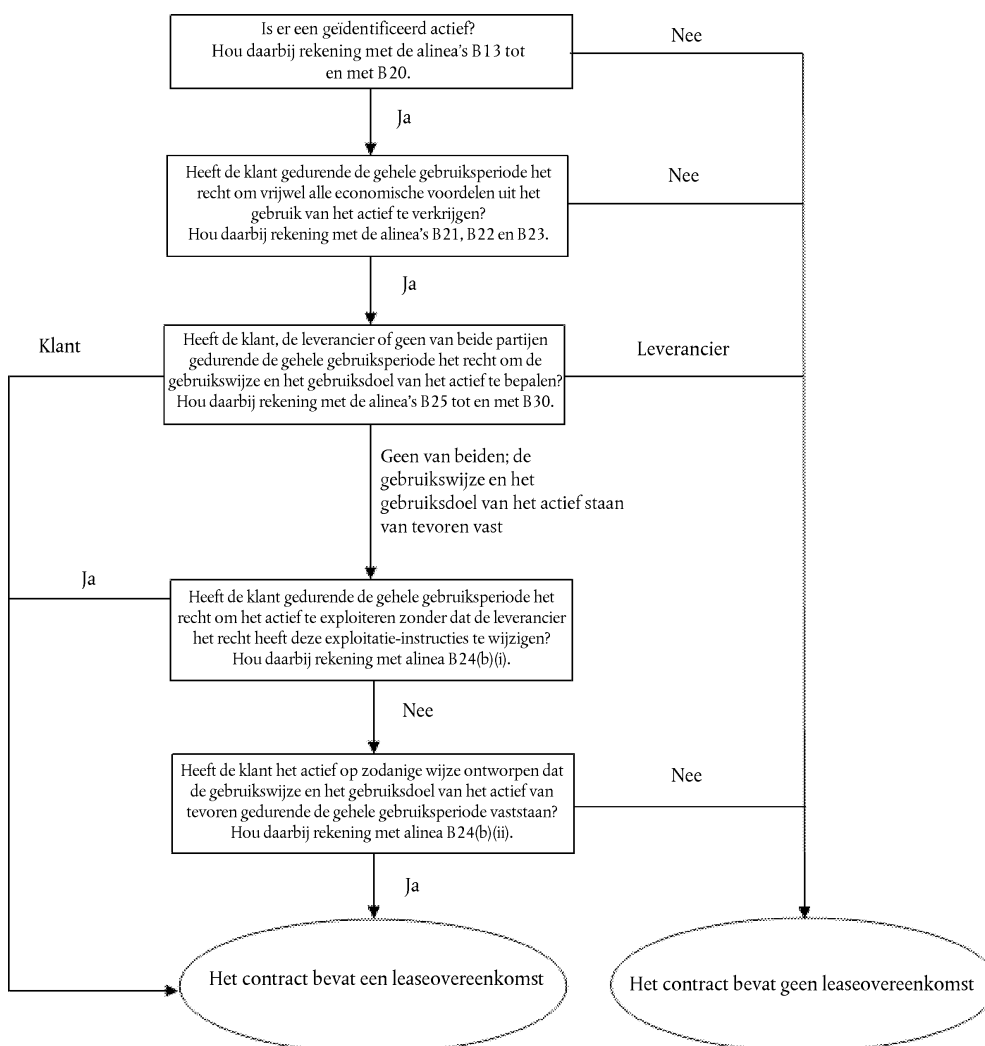 Is er een geïdentificeerd actief?
Hou daarbij rekening met de alinea's B13 tot
en met B20.
Nee
Ja
Heeft de klant gedurende de gehele gebruiksperiode het
recht om vrijwel alle economische voordelen uit het
gebruik van het actief te verkrijgen?
Hou daarbij rekening met de alinea's B21, B22 en B23.
Nee
Ja
Klant
Heeft de klant, de leverancier of geen van beide partijen
gedurende de gehele gebruiksperiode het recht om de
gebruikswijze en het gebruiksdoel van het actief te bepalen?
Hou daarbij rekening met de alinea's B25 tot en met B30.
Leverancier
Geen van beiden; de
gebruikswijze en het
gebruiksdoel van het actief staan
van tevoren vast
Ja
Heeft de klant gedurende de gehele gebruiksperiode het
recht om het actief te exploiteren zonder dat de leverancier
het recht heeft deze exploitatie-instructies te wijzigen?
Hou daarbij rekening met alinea B24(b)(i).
Nee
Heeft de klant het actief op zodanige wijze ontworpen dat
de gebruikswijze en het gebruiksdoel van het actief van
tevoren gedurende de gehele gebruiksperiode vaststaan?
Hou daarbij rekening met alinea B24(b)(ii).
Nee
Ja
Het contract bevat een leaseovereenkomst
Het contract bevat geen leaseovereenkomst